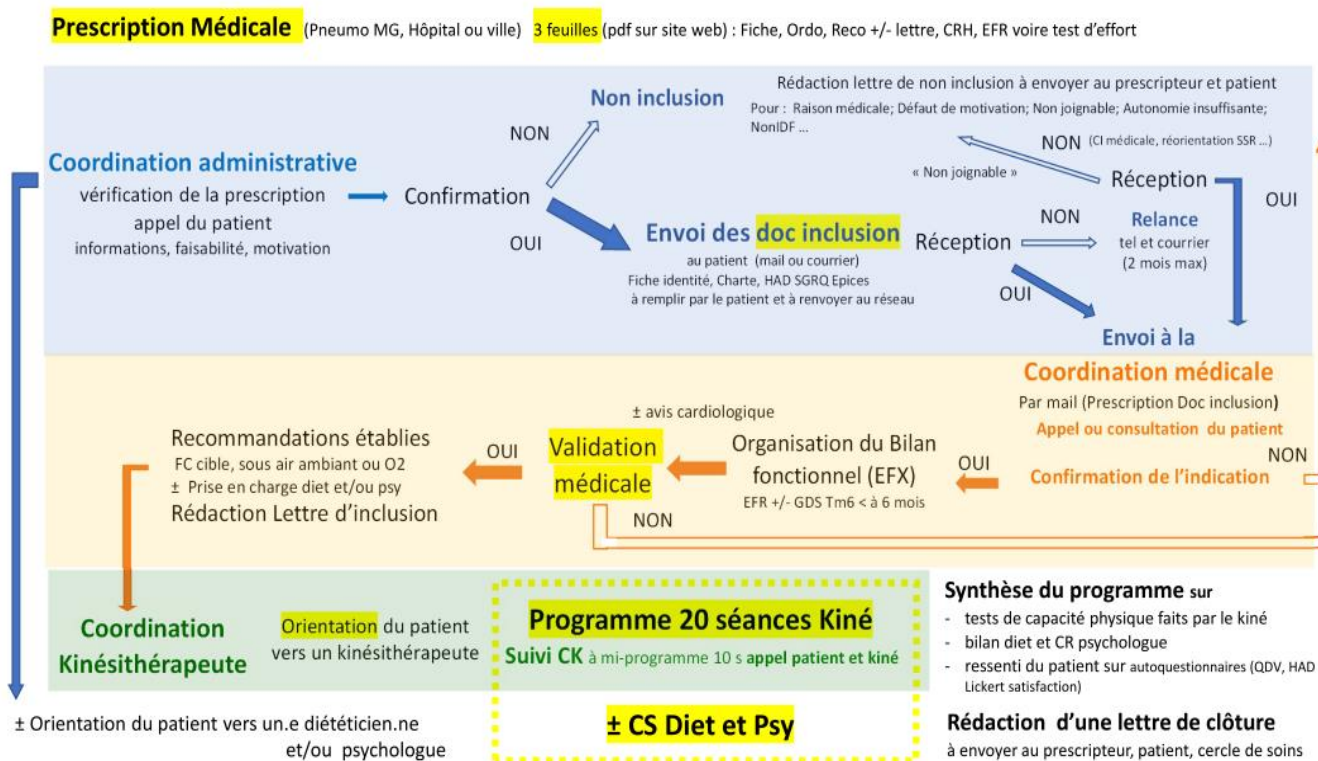 Prescription Médicale (Pneumo MG, Hôpital ou ville) 3 feuilles (pdf sur site web) : Fiche, Ordo, Reco +/- lettre, CRH, EFR voire test d'effort
Rédaction lettre de non inclusion à envoyer au prescripteur et patient
Non inclusion
Pour : Raison médicale; Défaut de motivation; Non joignable; Autonomie insuffisante;
NonIDF ...
NON
NON (CI médicale, réorientation SSR ...)
Coordination administrative
vérification de la prescription
appel du patient
informations, faisabilité, motivation
Confirmation
« Non joignable »
Réception
OUI
OUI
Envoi des doc inclusion
au patient (mail ou courrier)
Fiche identité, Charte, HAD SGRQ Epices
à remplir par le patient et à renvoyer au réseau
Réception
NON
Relance
tel et courrier
(2 mois max)
OUI
Envoi à la
Coordination médicale
Par mail (Prescription Doc inclusion)
Appel ou consultation du patient
Confirmation de l'indication
NON
OUI
Organisation du Bilan
fonctionnel (EFX)
EFR +/- GDS Tm6 < à 6 mois
± avis cardiologique
Validation
médicale
NON
OUI
Recommandations établies
FC cible, sous air ambiant ou O2
± Prise en charge diet et/ou psy
Rédaction Lettre d'inclusion
Coordination
Kinésithérapeute
Orientation du patient
vers un kinésithérapeute
Programme 20 séances Kiné
Suivi CK à mi-programme 10 s appel patient et kiné
± CS Diet et Psy
± Orientation du patient vers un.e diététicien.ne
et/ou psychologue
Synthèse du programme sur
- tests de capacité physique faits par le kiné
- bilan diet et CR psychologue
- ressenti du patient sur autoquestionnaires (QDV, HAD
Lickert satisfaction)
Rédaction d'une lettre de clôture
à envoyer au prescripteur, patient, cercle de soins